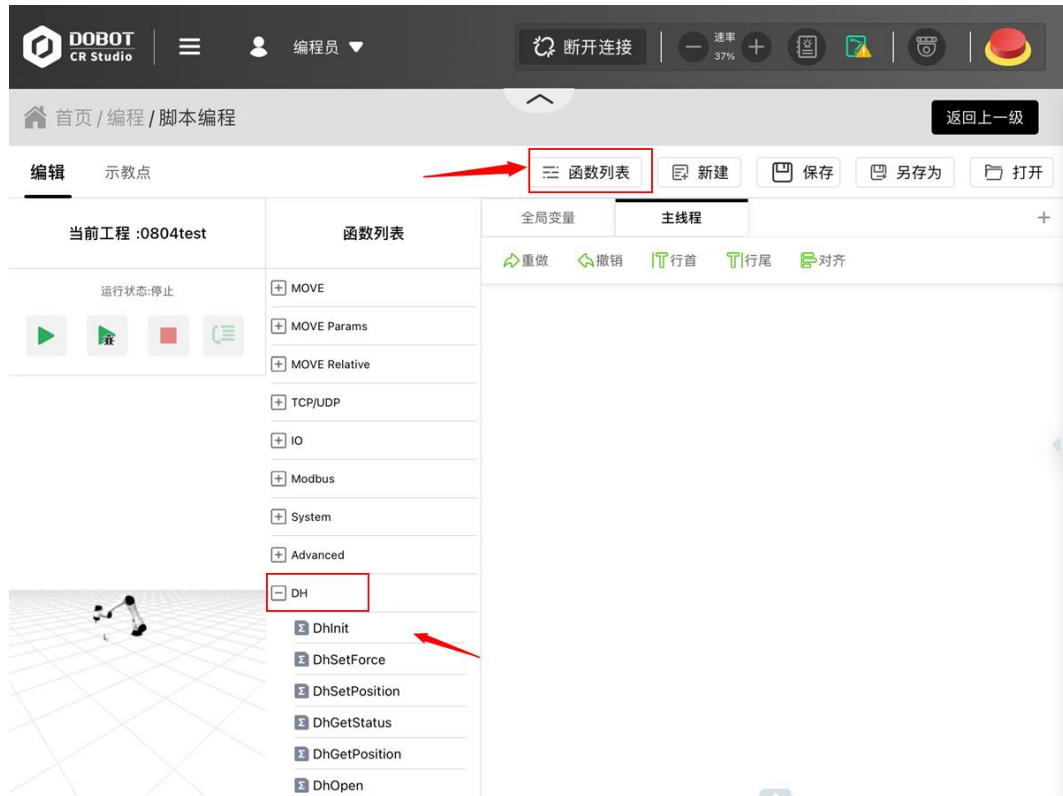 DOBOT
CR Studio
编程员
断开连接
速率
37%
首页 / 编程 / 脚本编程
返回上一级
编辑
示教点
函数列表
新建
保存
另存为
打开
当前工程 :0804test
函数列表
全局变量
主线程
重做
撤销
行首
行尾
对齐
运行状态:停止
MOVE
MOVE Params
MOVE Relative
TCP/UDP
IO
Modbus
System
Advanced
DH
DhInit
DhSetForce
DhSetPosition
DhGetStatus
DhGetPosition
DhOpen